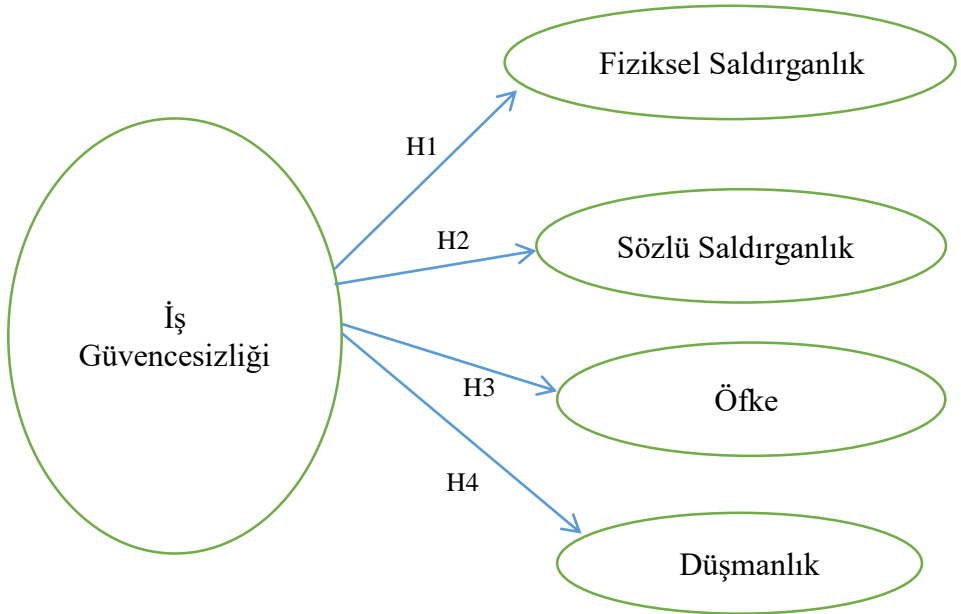 Fiziksel Saldırganlık
H1
H2
Sözlü Saldırganlık
İş
Güvencesizliği
H3
Öfke
H4
Düşmanlık